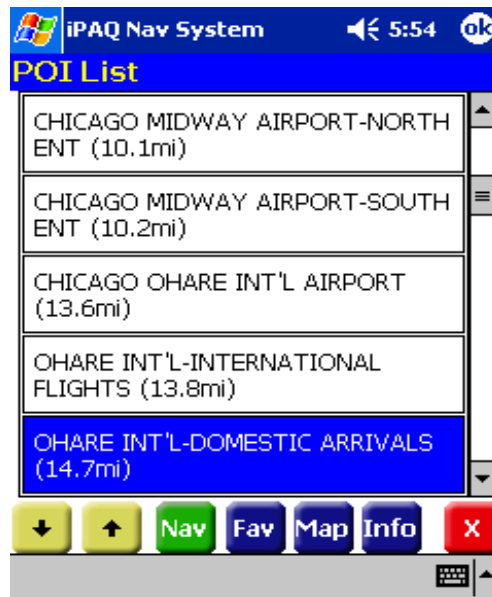 iPAQ Nav System 5:54 ok
POI List
CHICAGO MIDWAY AIRPORT-NORTH
ENT (10.1mi)
CHICAGO MIDWAY AIRPORT-SOUTH
ENT (10.2mi)
CHICAGO OHARE INT'L AIRPORT
(13.6mi)
OHARE INT'L-INTERNATIONAL
FLIGHTS (13.8mi)
OHARE INT'L-DOMESTIC ARRIVALS
(14.7mi)
Nav Fav Map Info X